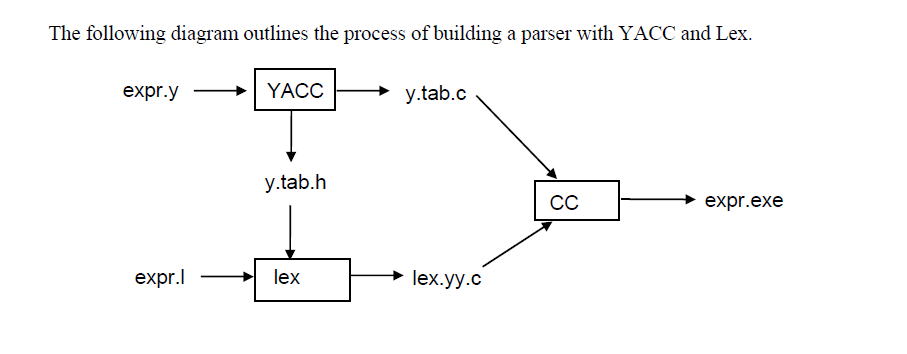 The following diagram outlines the process of building a parser with YACC and Lex.
expr.y
YACC
y.tab.c
y.tab.h
CC
expr.exe
expr.l
lex
lex.yy.c